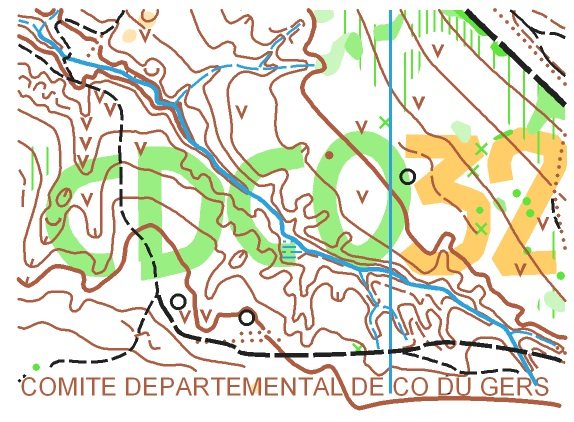 CDCO32
COMITE DEPARTEMENTAL DE CO DU GERS